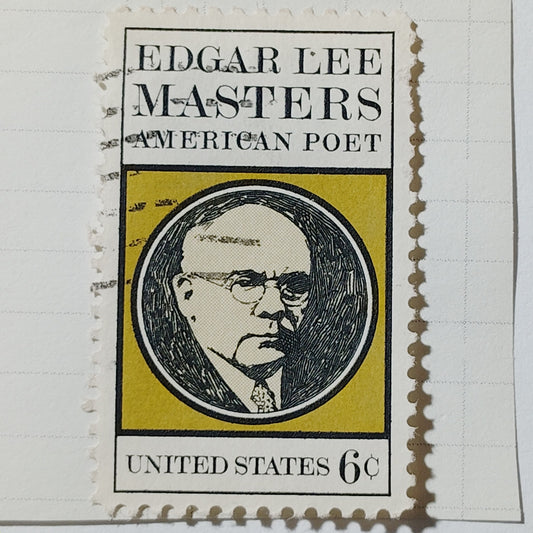 EDGAR LEE
MASTERS
AMERICAN POET
UNITED STATES 6¢